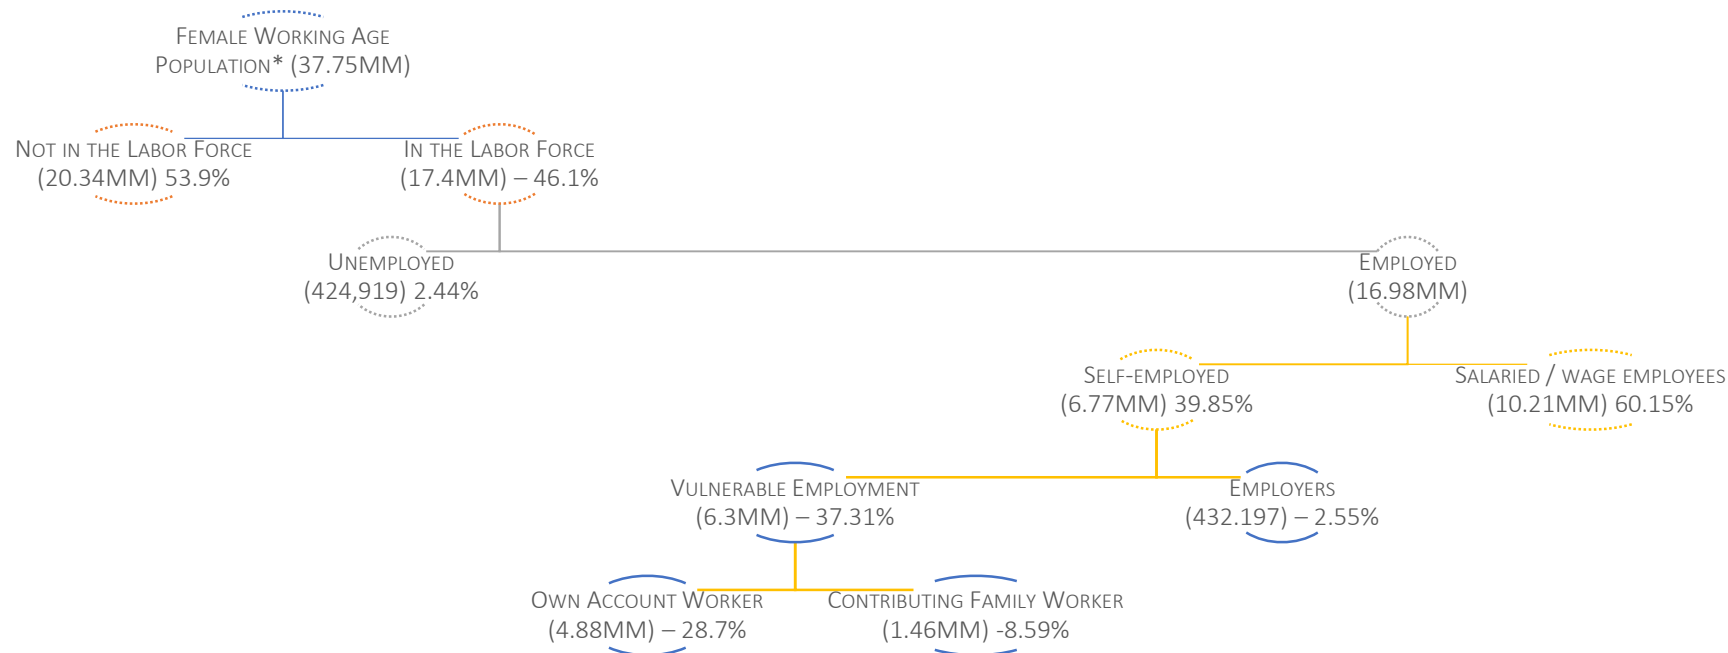 Female Working Age
Population* (37.75MM)
Not in the Labor Force
(20.34MM) 53.9%
In the Labor Force
(17.4MM) – 46.1%
Unemployed
(424,919) 2.44%
Employed
(16.98MM)
Self-employed
(6.77MM) 39.85%
Salaried / wage employees
(10.21MM) 60.15%
Vulnerable Employment
(6.3MM) – 37.31%
Employers
(432.197) – 2.55%
Own Account Worker
(4.88MM) – 28.7%
Contributing Family Worker
(1.46MM) -8.59%